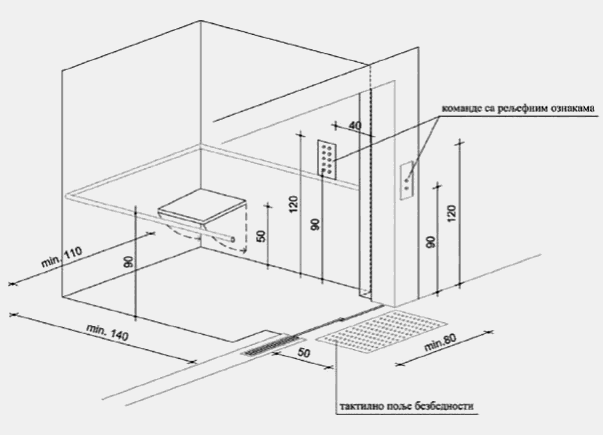 команде са рељефним ознакама
40
120
90
120
90
50
90
min. 110
min. 140
50
min.80
тактилно поље безбедности